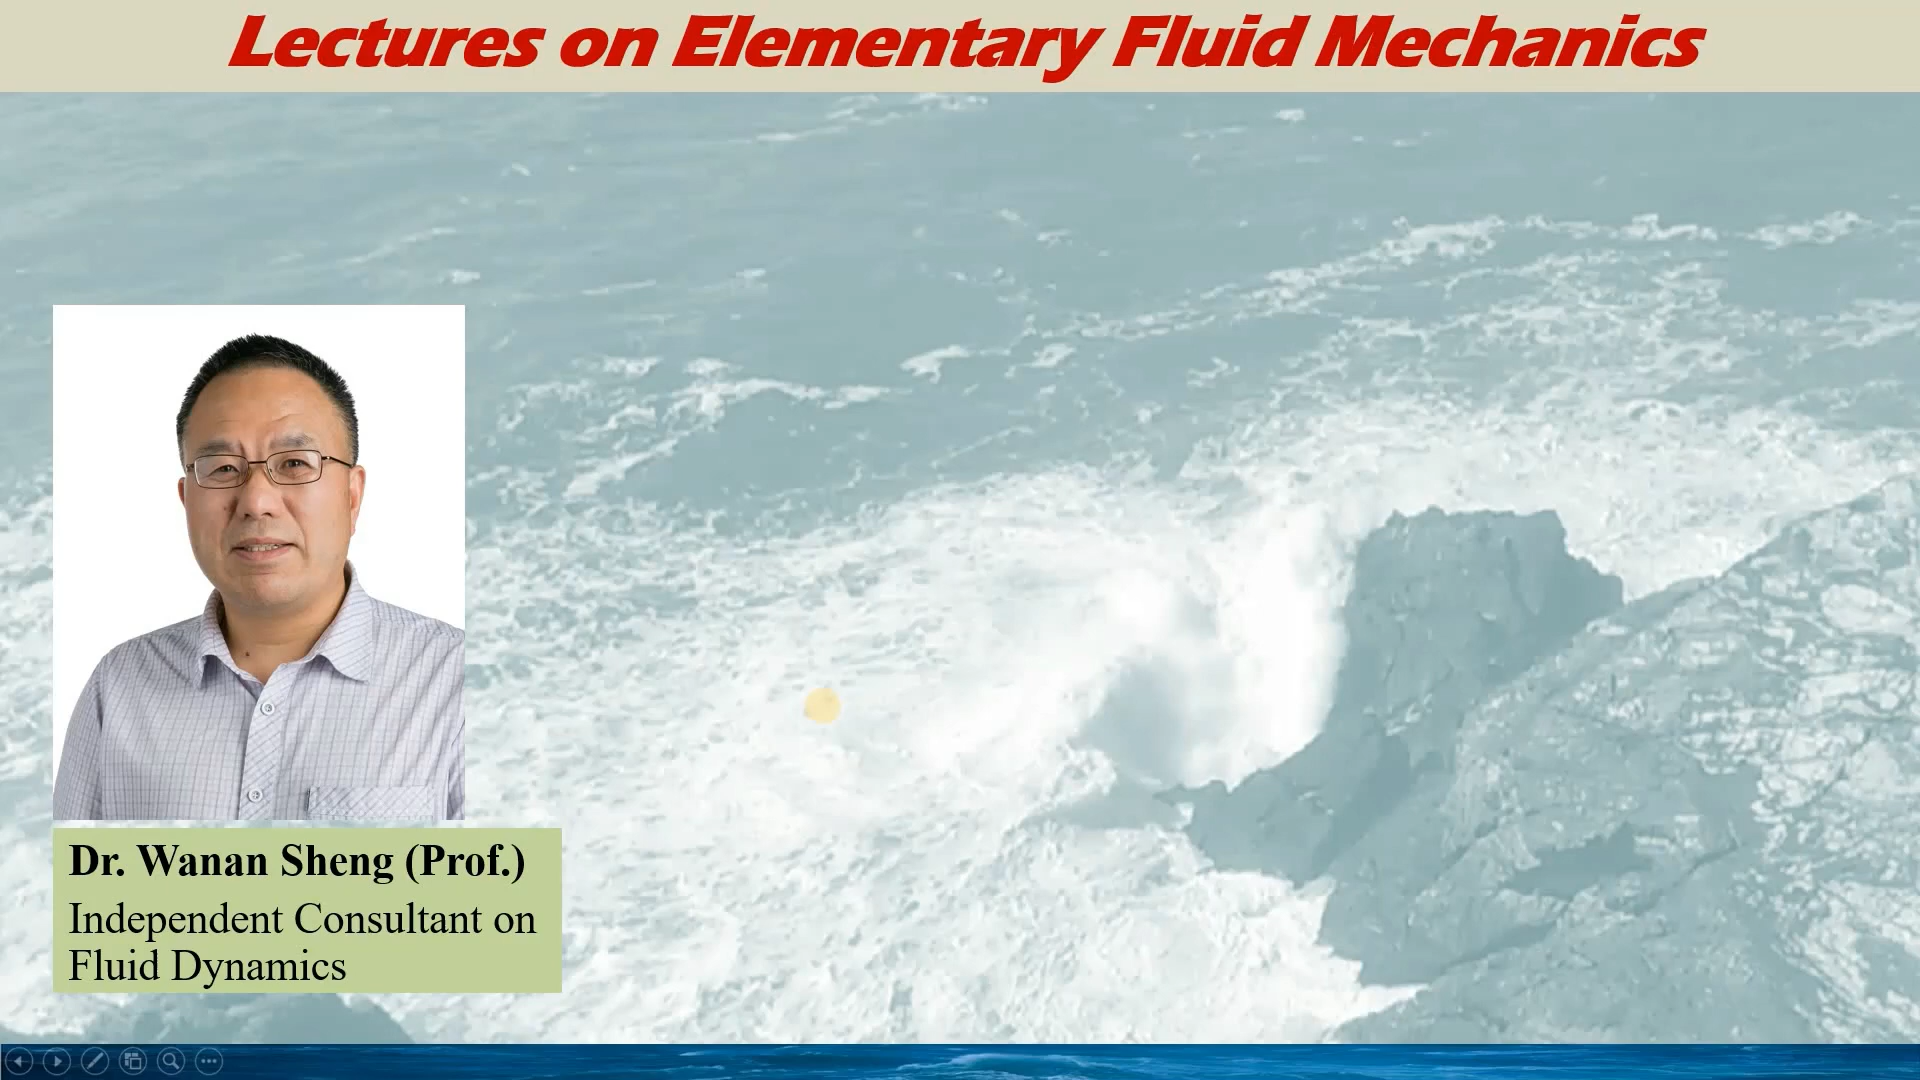 Lectures on Elementary Fluid Mechanics
Dr. Wanan Sheng (Prof.)
Independent Consultant on
Fluid Dynamics